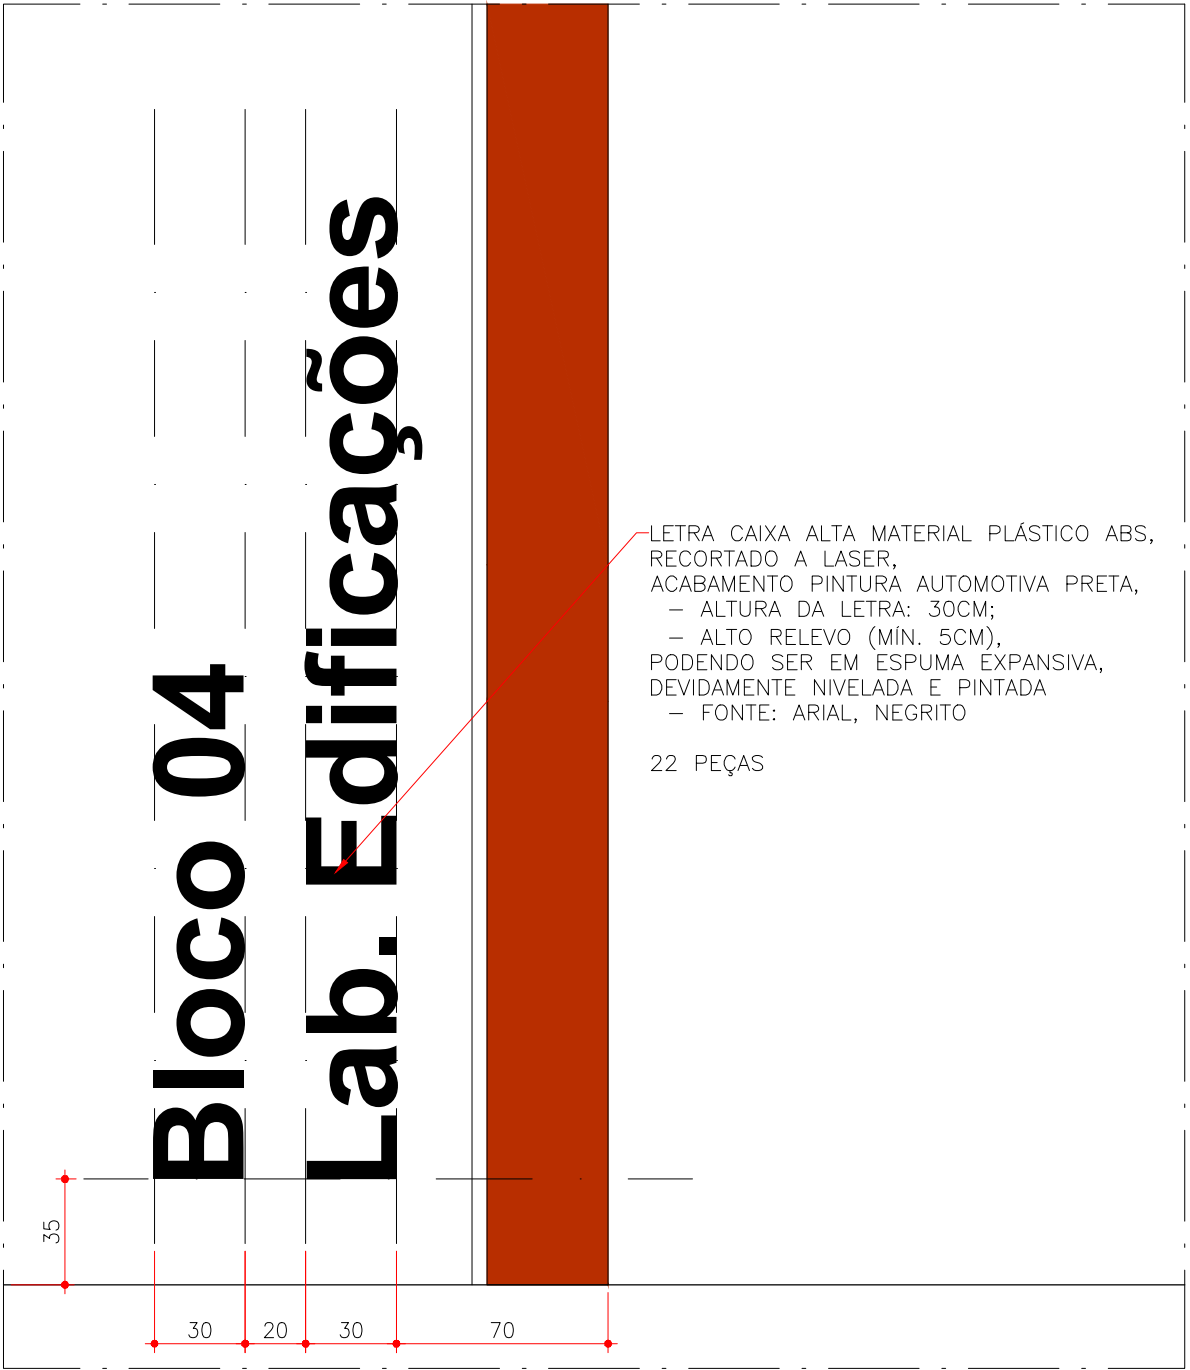 Bloco 04
Lab. Edificações
LETRA CAIXA ALTA MATERIAL PLÁSTICO ABS,
RECORTADO A LASER,
ACABAMENTO PINTURA AUTOMOTIVA PRETA,
– ALTURA DA LETRA: 30CM;
– ALTO RELEVO (MÍN. 5CM),
PODENDO SER EM ESPUMA EXPANSIVA,
DEVIDAMENTE NIVELADA E PINTADA
– FONTE: ARIAL, NEGRITO
22 PEÇAS
35
30 20 30 70